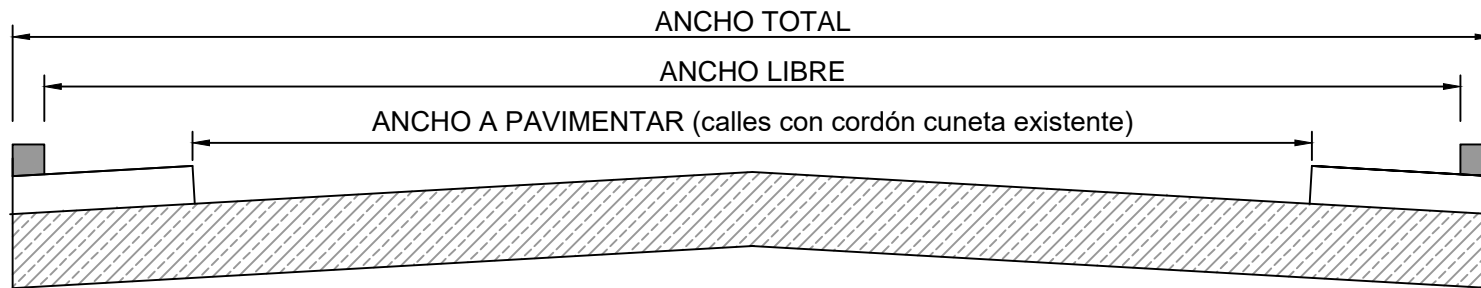 ANCHO TOTAL
ANCHO LIBRE
ANCHO A PAVIMENTAR (calles con cordón cuneta existente)